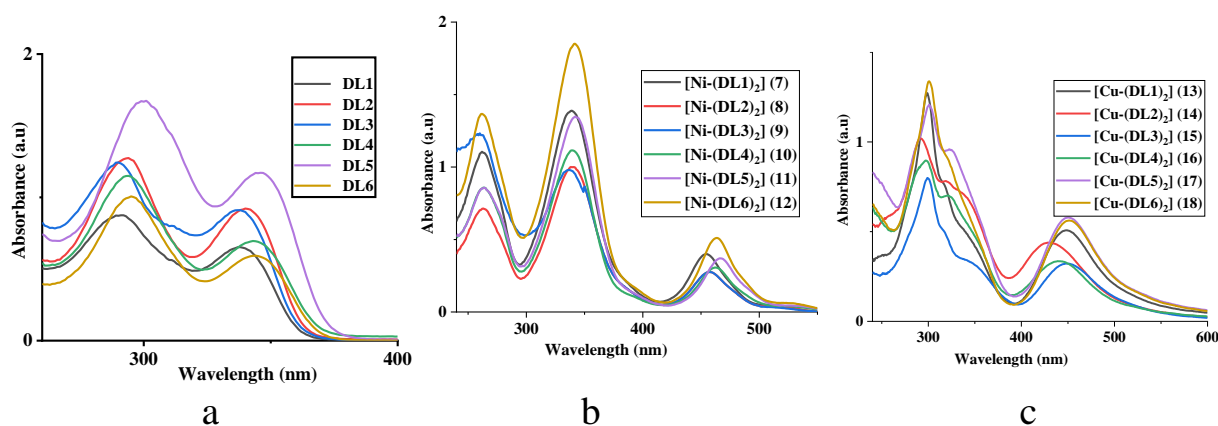 2
0
300
400
Absorbance (a.u)
Wavelength (nm)
DL1
DL2
DL3
DL4
DL5
DL6
a
2
1
0
300
400
500
Absorbance (a.u)
Wavelength (nm)
[Ni-(DL1)₂] (7)
[Ni-(DL2)₂] (8)
[Ni-(DL3)₂] (9)
[Ni-(DL4)₂] (10)
[Ni-(DL5)₂] (11)
[Ni-(DL6)₂] (12)
b
1
0
300
400
500
600
Absorbance (a.u)
Wavelength (nm)
[Cu-(DL1)₂] (13)
[Cu-(DL2)₂] (14)
[Cu-(DL3)₂] (15)
[Cu-(DL4)₂] (16)
[Cu-(DL5)₂] (17)
[Cu-(DL6)₂] (18)
c